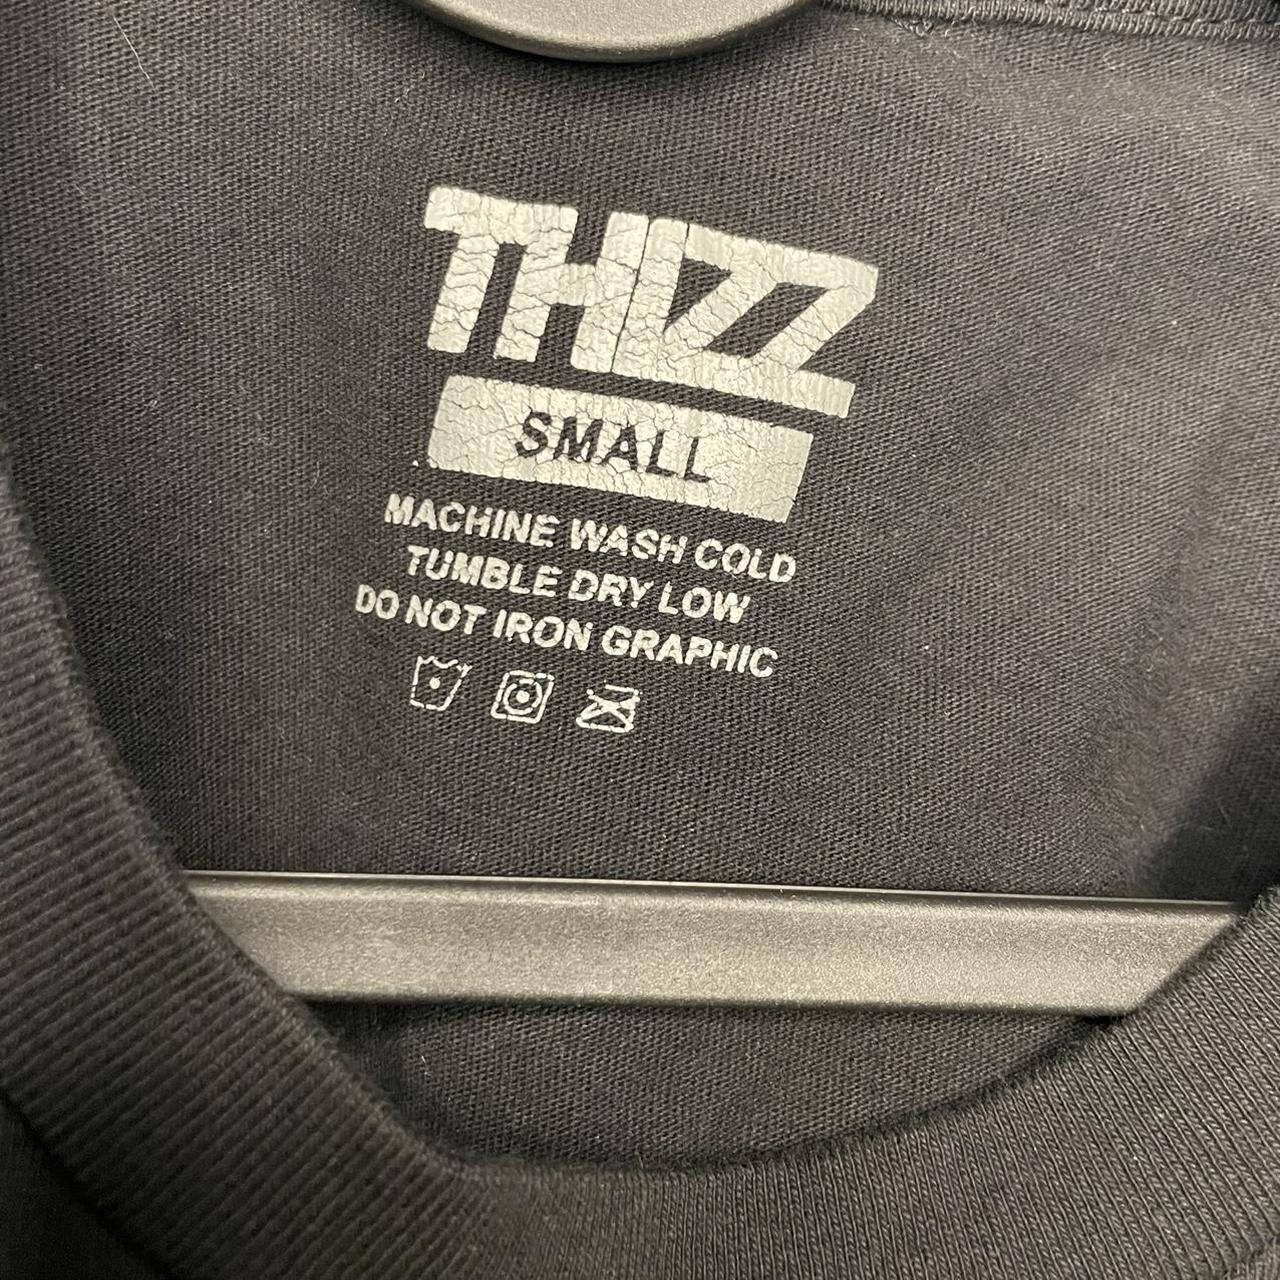 THIZZ
SMALL
MACHINE WASH COLD
TUMBLE DRY LOW
DO NOT IRON GRAPHIC